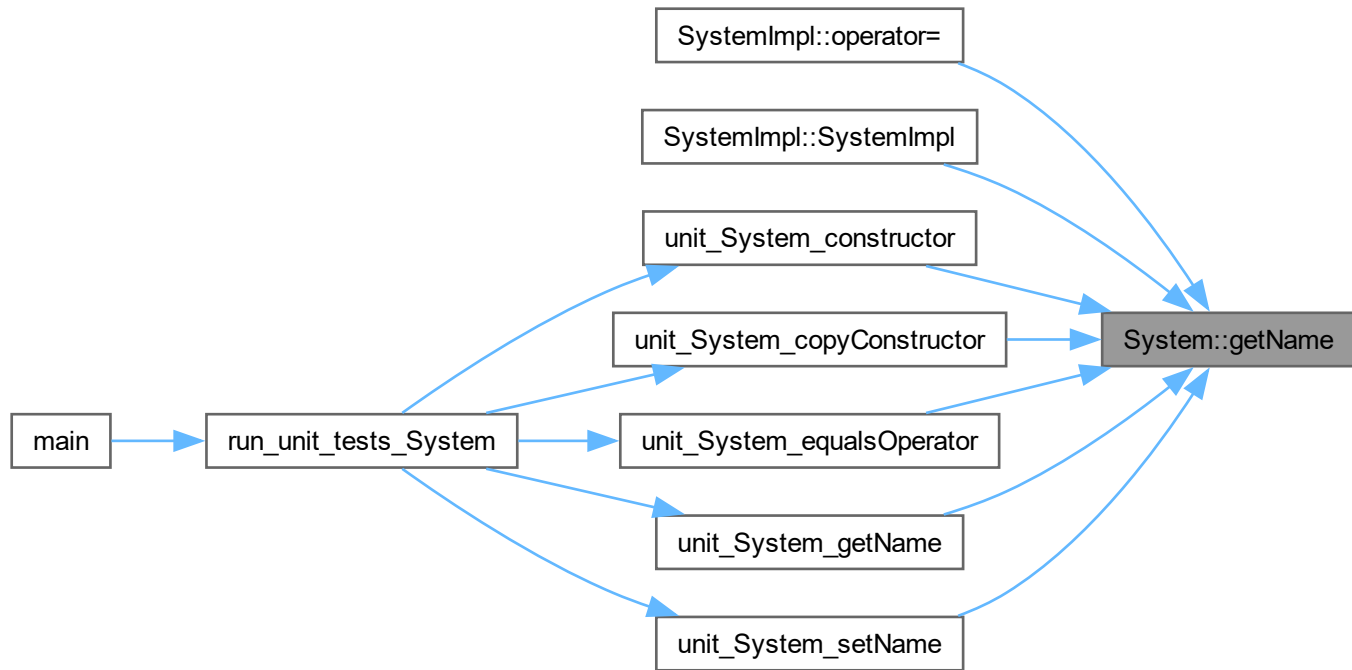 SystemImpl::operator=
SystemImpl::SystemImpl
unit_System_constructor
unit_System_copyConstructor
System::getName
main
run_unit_tests_System
unit_System_equalsOperator
unit_System_getName
unit_System_setName